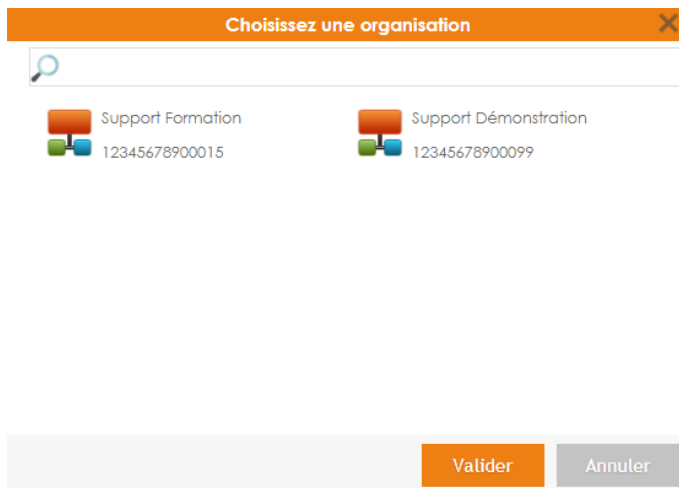 Choisissez une organisation
Support Formation
12345678900015
Support Démonstration
12345678900099
Valider
Annuler